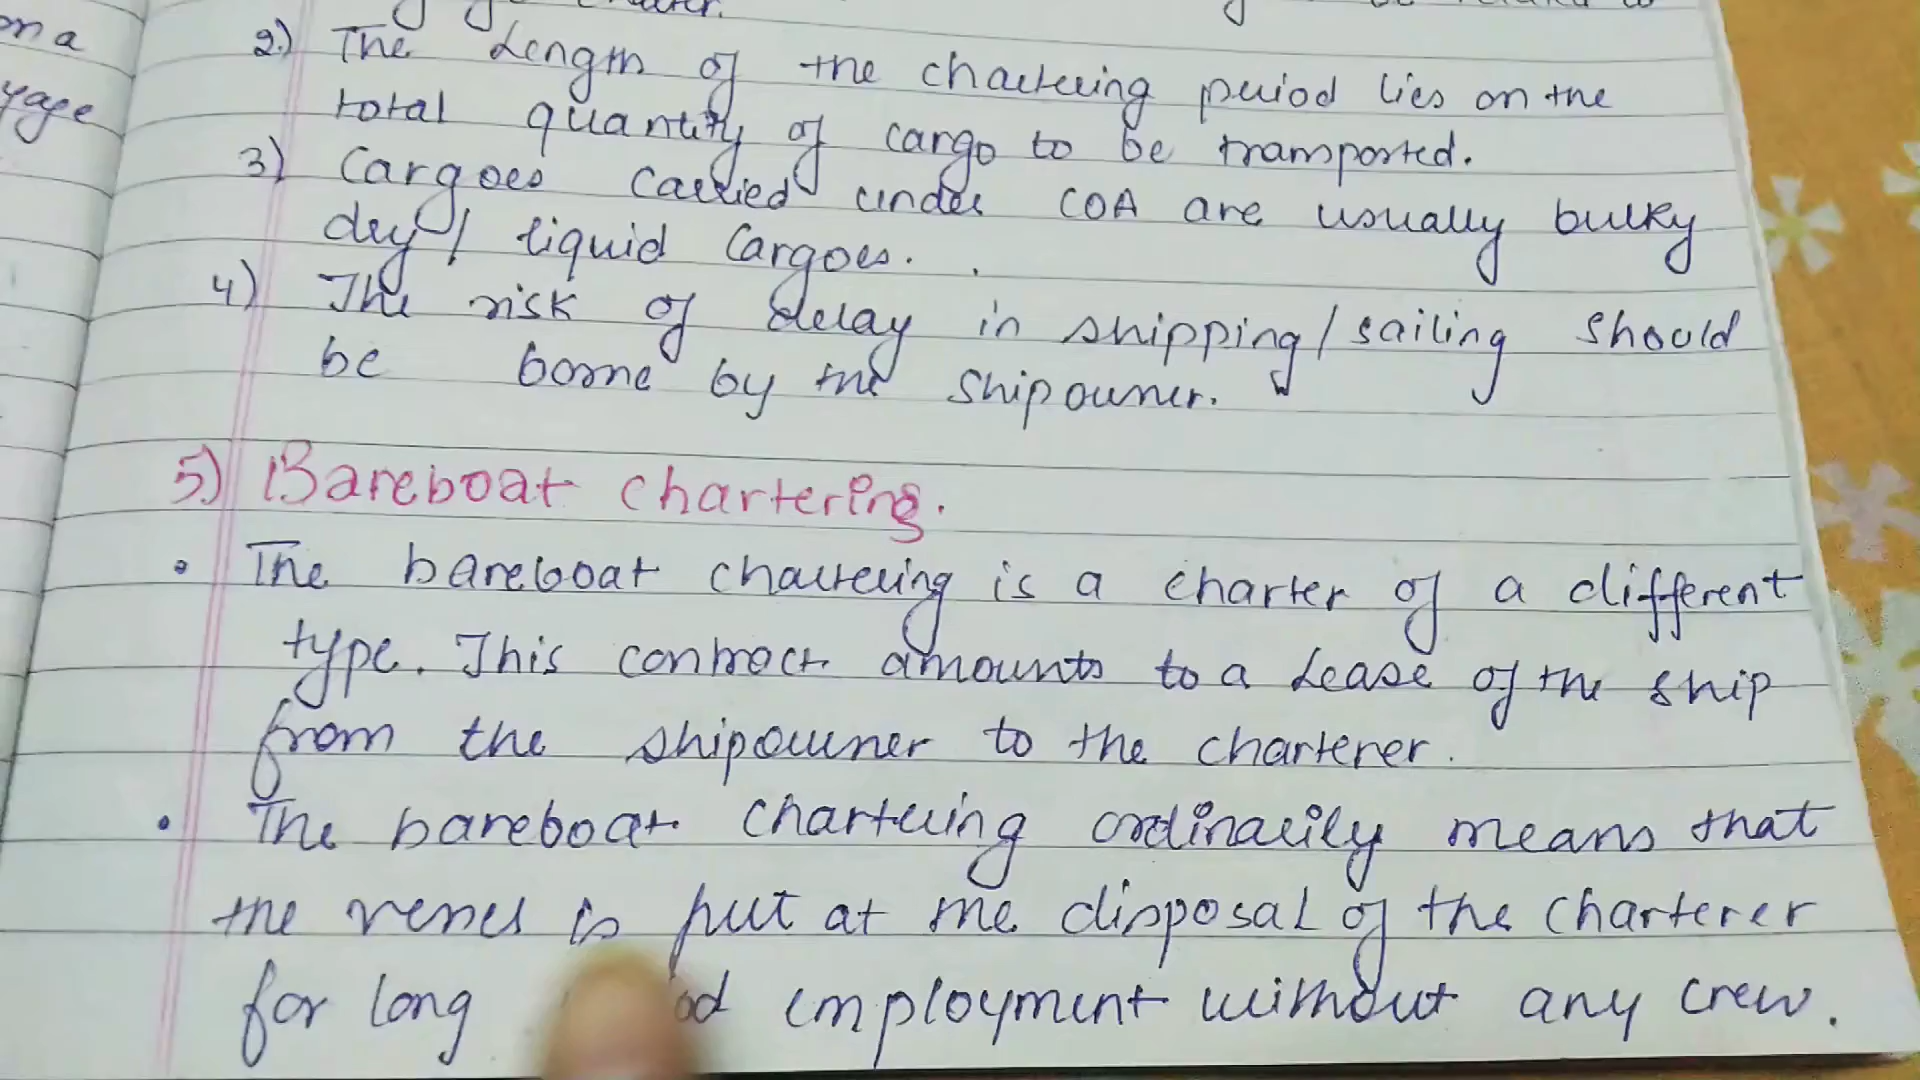 on a
yage
2.) The Length of the chartering period lies on the
total quantity of cargo to be transported.
3) Cargoes carried under COA are usually bulky
dry / liquid Cargoes.
4) The risk of delay in shipping / sailing should
be borne by the shipowner.
5) Bareboat chartering.
• The bareboat chartering is a charter of a different
type. This contract amounts to a Lease of the ship
from the shipowner to the charterer.
• The bareboat chartering ordinarily means that
the vessel is put at the disposal of the charterer
for long employment without any crew.